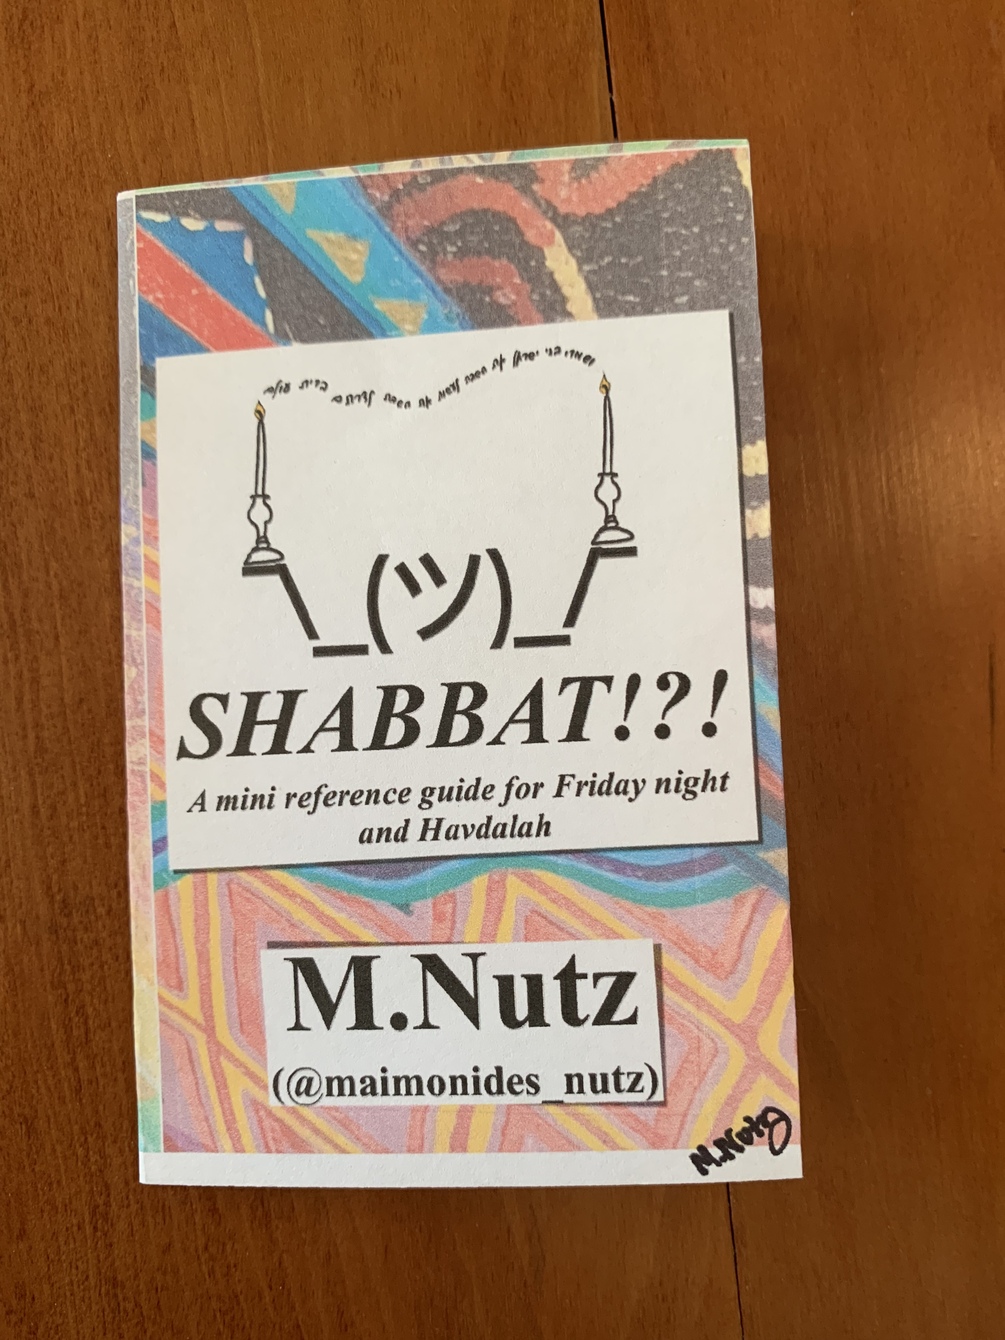 ושמרו בני ישראל את השבת לעשות את השבת לדרתם ברית עולם
¯\_(ツ)_/¯
SHABBAT!?!
A mini reference guide for Friday night
and Havdalah
M.Nutz
(@maimonides_nutz)
M.Nutz